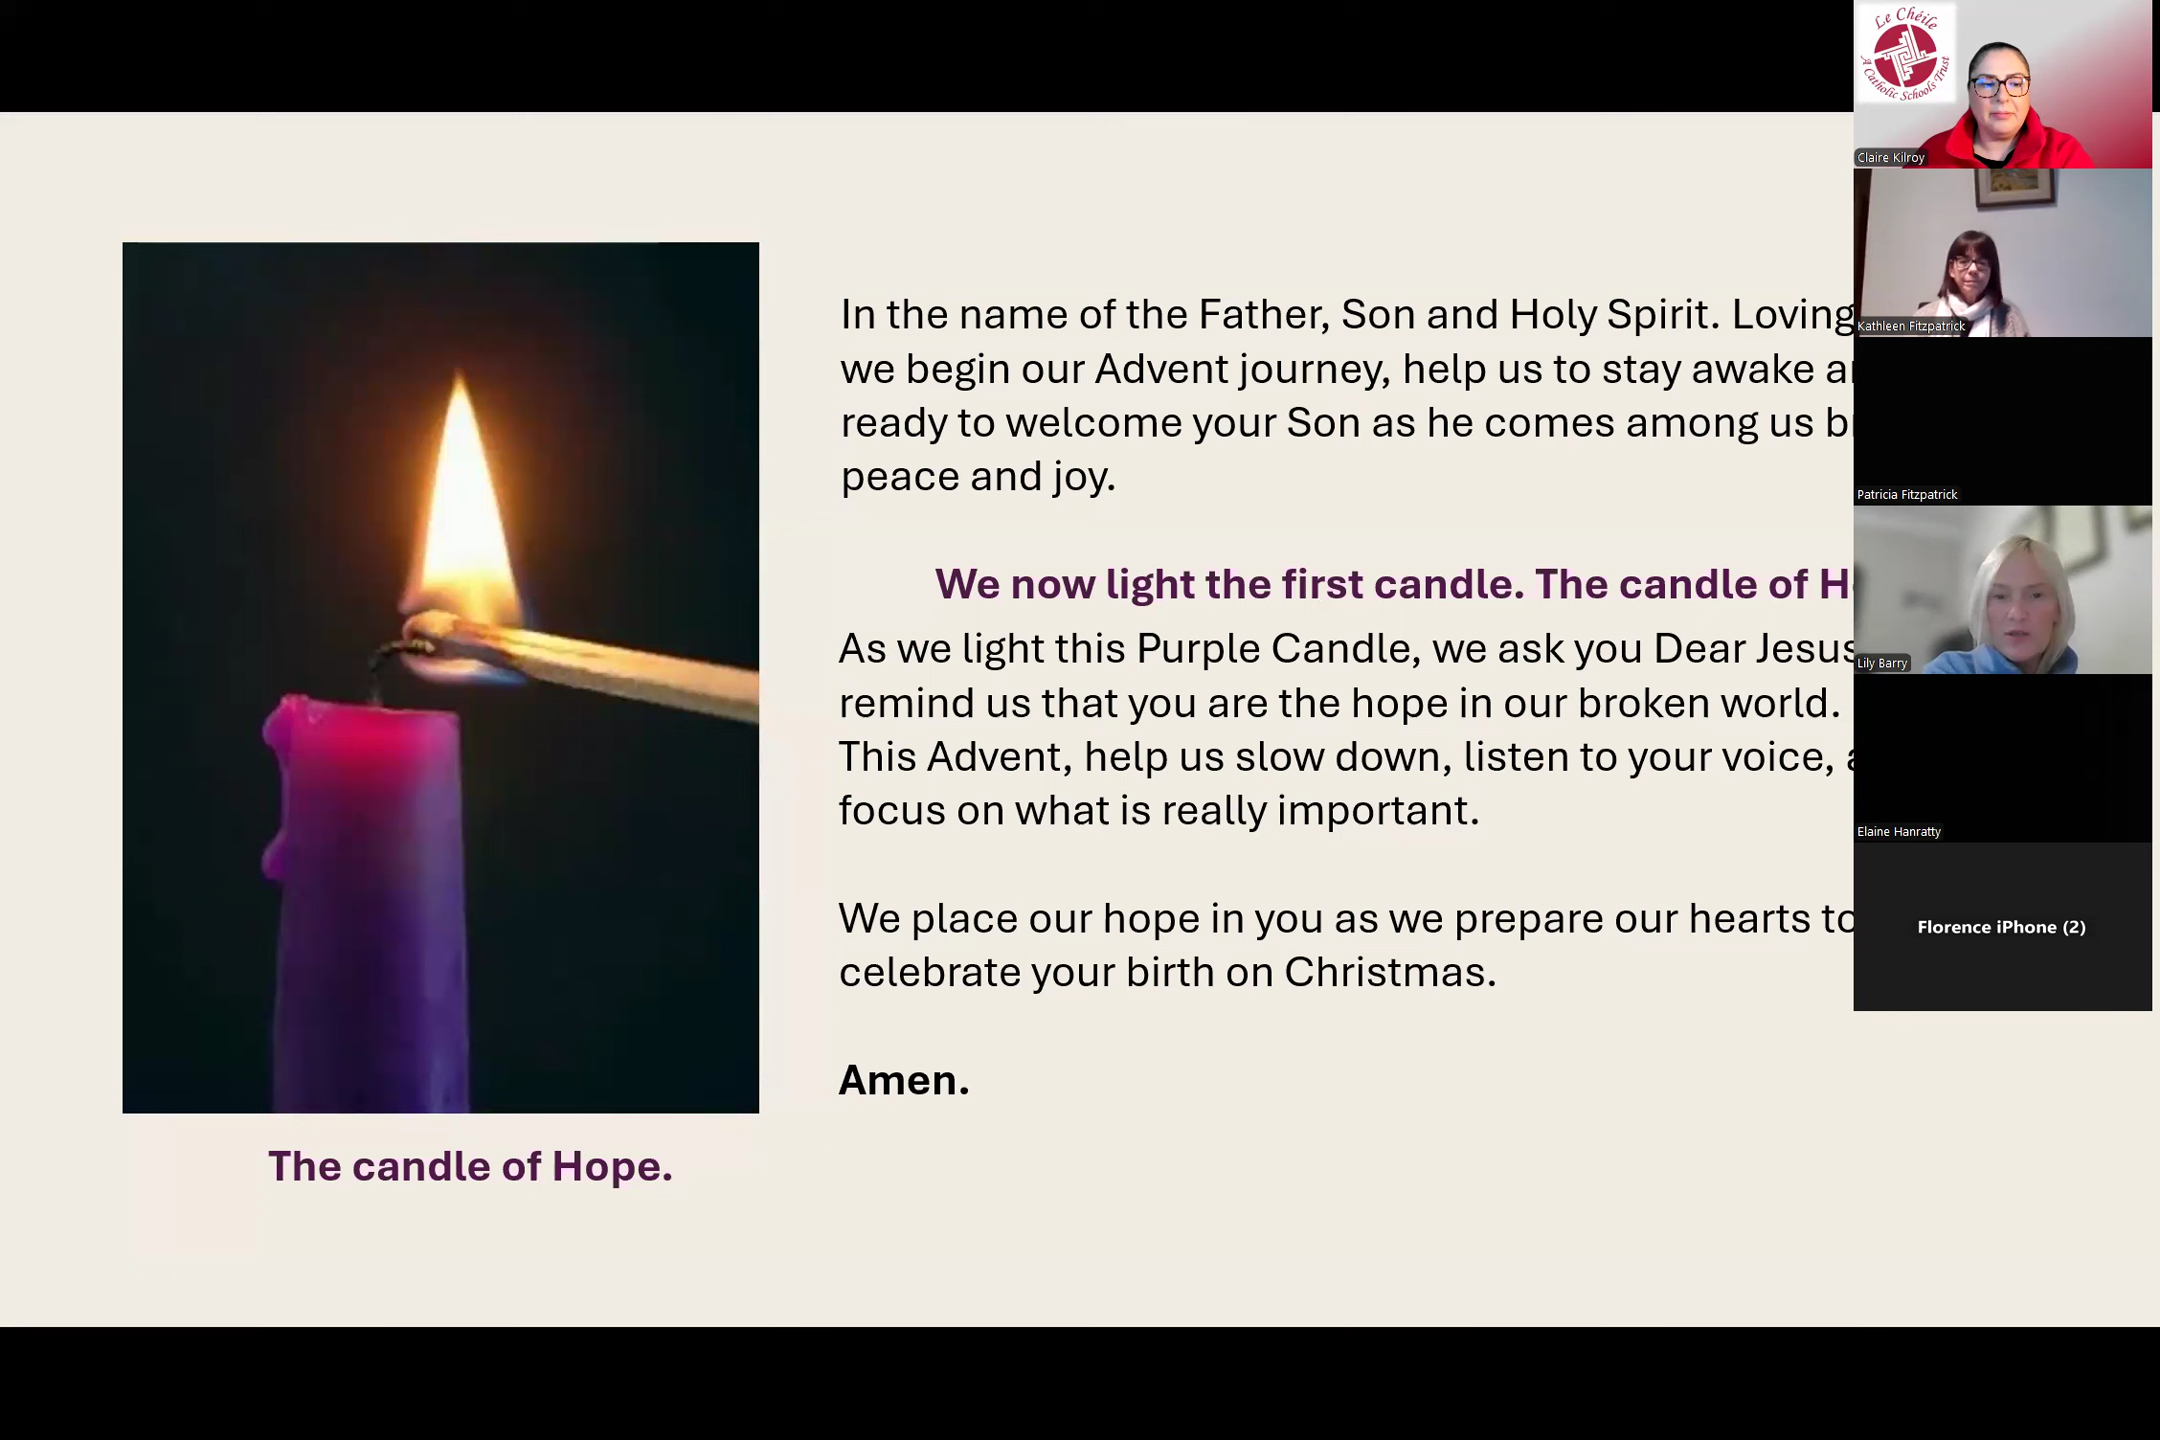 In the name of the Father, Son and Holy Spirit. Loving
we begin our Advent journey, help us to stay awake
ready to welcome your Son as he comes among us
peace and joy.
We now light the first candle. The candle of
As we light this Purple Candle, we ask you Dear Jesus
remind us that you are the hope in our broken world.
This Advent, help us slow down, listen to your voice,
focus on what is really important.
We place our hope in you as we prepare our hearts to
celebrate your birth on Christmas.
Amen.
The candle of Hope.
Le Chéile
A Catholic Schools Trust
Claire Kilroy
Kathleen Fitzpatrick
Patricia Fitzpatrick
Lily Barry
Elaine Hanratty
Florence iPhone (2)